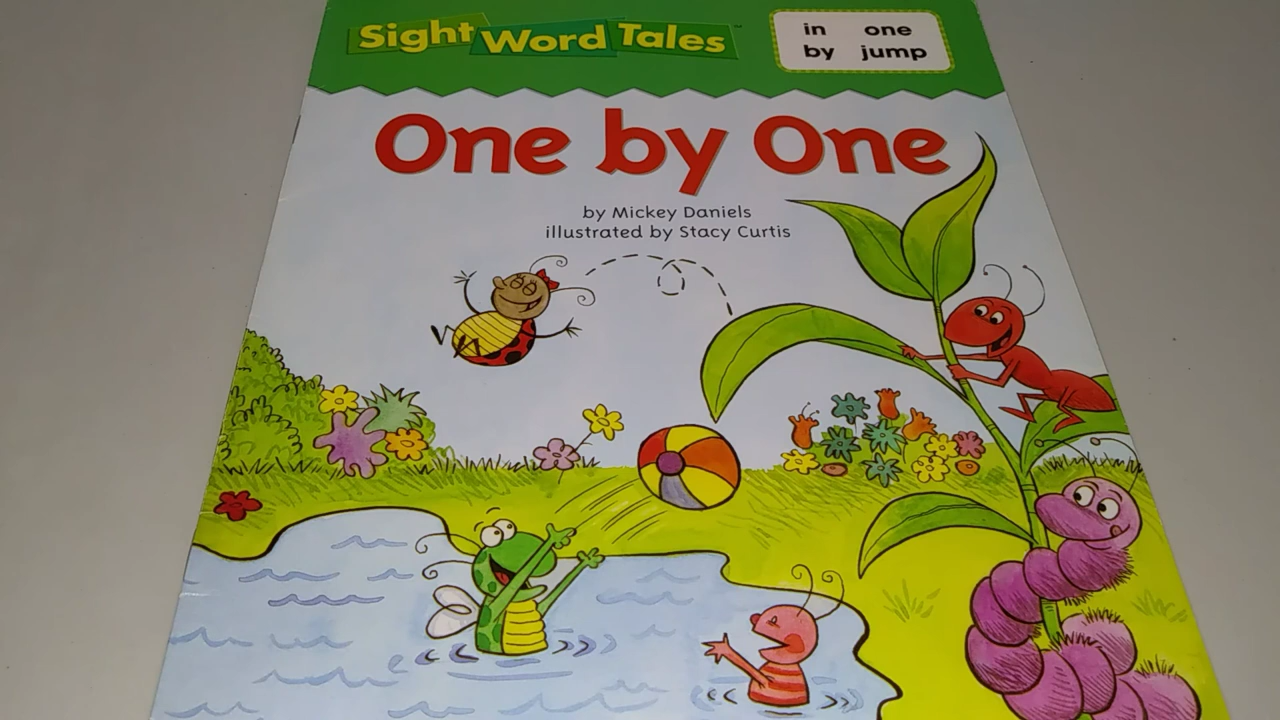 Sight Word Tales
in one
by jump
One by One
by Mickey Daniels
illustrated by Stacy Curtis